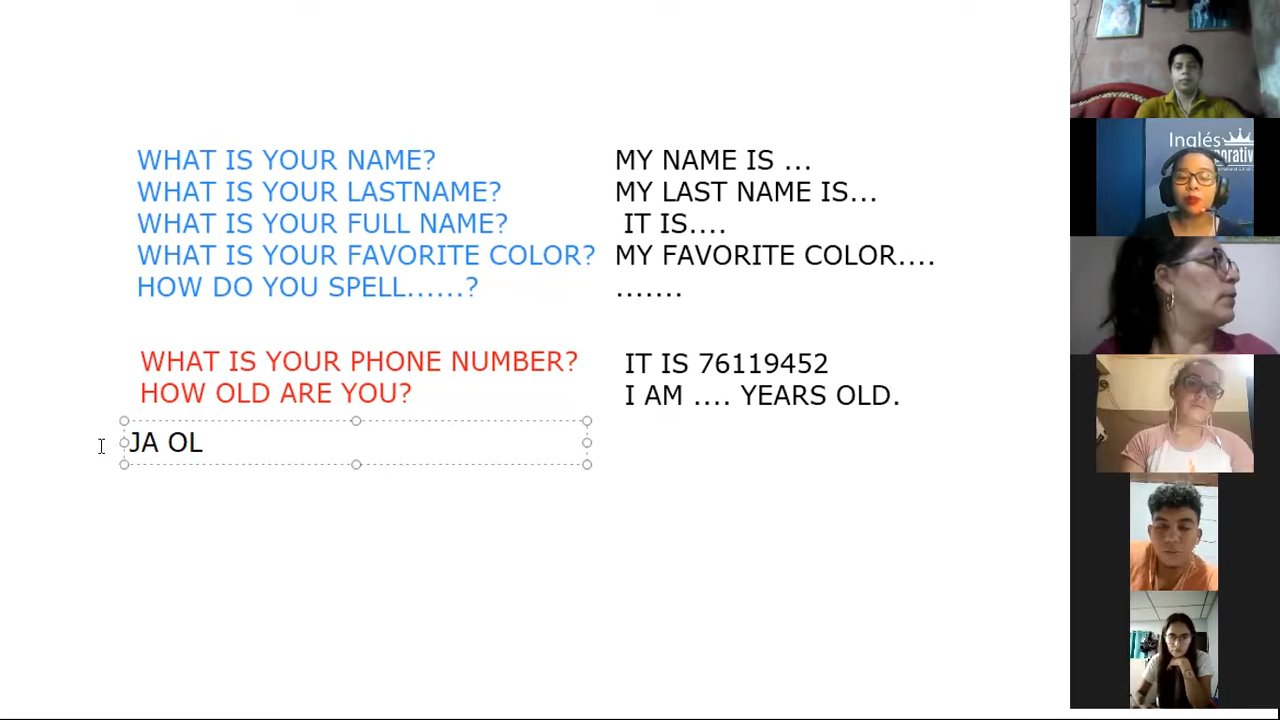 WHAT IS YOUR NAME? MY NAME IS ...
WHAT IS YOUR LASTNAME? MY LAST NAME IS...
WHAT IS YOUR FULL NAME? IT IS....
WHAT IS YOUR FAVORITE COLOR? MY FAVORITE COLOR....
HOW DO YOU SPELL......? .......
WHAT IS YOUR PHONE NUMBER? IT IS 76119452
HOW OLD ARE YOU? I AM .... YEARS OLD.
JA OL
Inglés